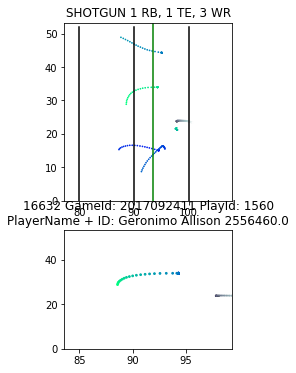 SHOTGUN 1 RB, 1 TE, 3 WR
50
40
30
20
10
0
80 90 100
16632 GameId: 2017092411 PlayId: 1560
PlayerName + ID: Geronimo Allison 2556460.0
40
20
0
85 90 95